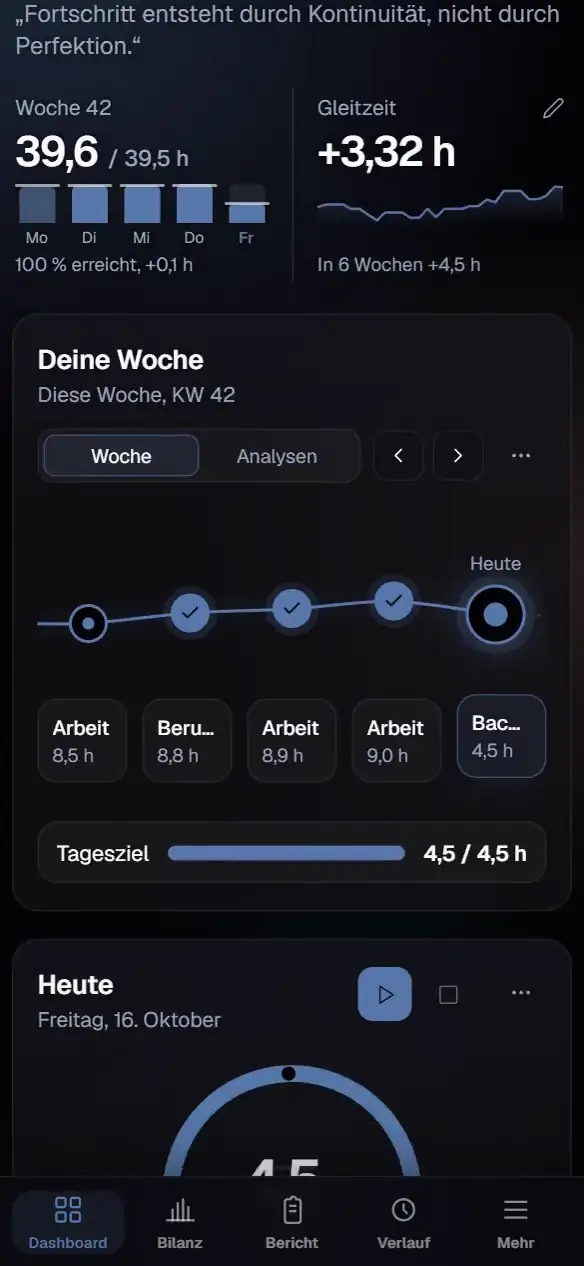 „Fortschritt entsteht durch Kontinuität, nicht durch
Perfektion.“
Woche 42
39,6 / 39,5 h
Mo Di Mi Do Fr
100 % erreicht, +0,1 h
Gleitzeit
+3,32 h
In 6 Wochen +4,5 h
Deine Woche
Diese Woche, KW 42
Woche Analysen
Heute
Arbeit
8,5 h
Beru...
8,8 h
Arbeit
8,9 h
Arbeit
9,0 h
Bac...
4,5 h
Tagesziel 4,5 / 4,5 h
Heute
Freitag, 16. Oktober
4,5
Dashboard Bilanz Bericht Verlauf Mehr